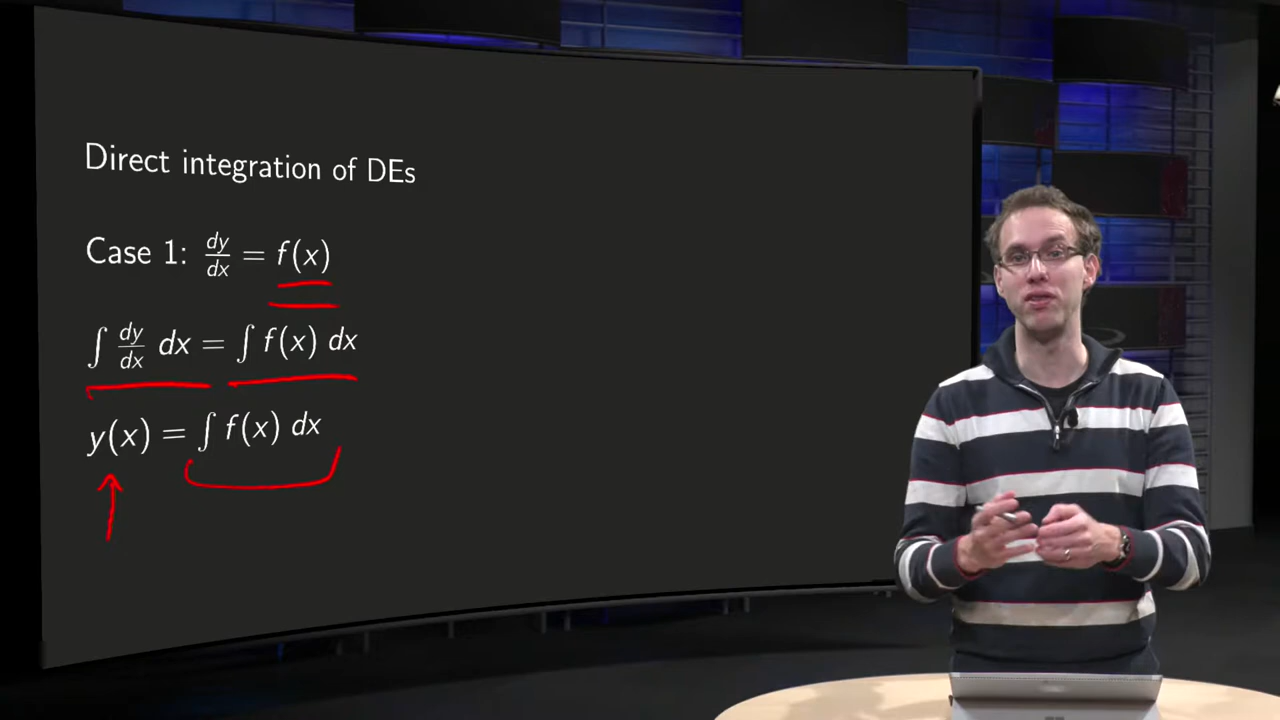 Direct integration of DEs
Case 1: dy/dx = f(x)
∫ dy/dx dx = ∫ f(x) dx
y(x) = ∫ f(x) dx